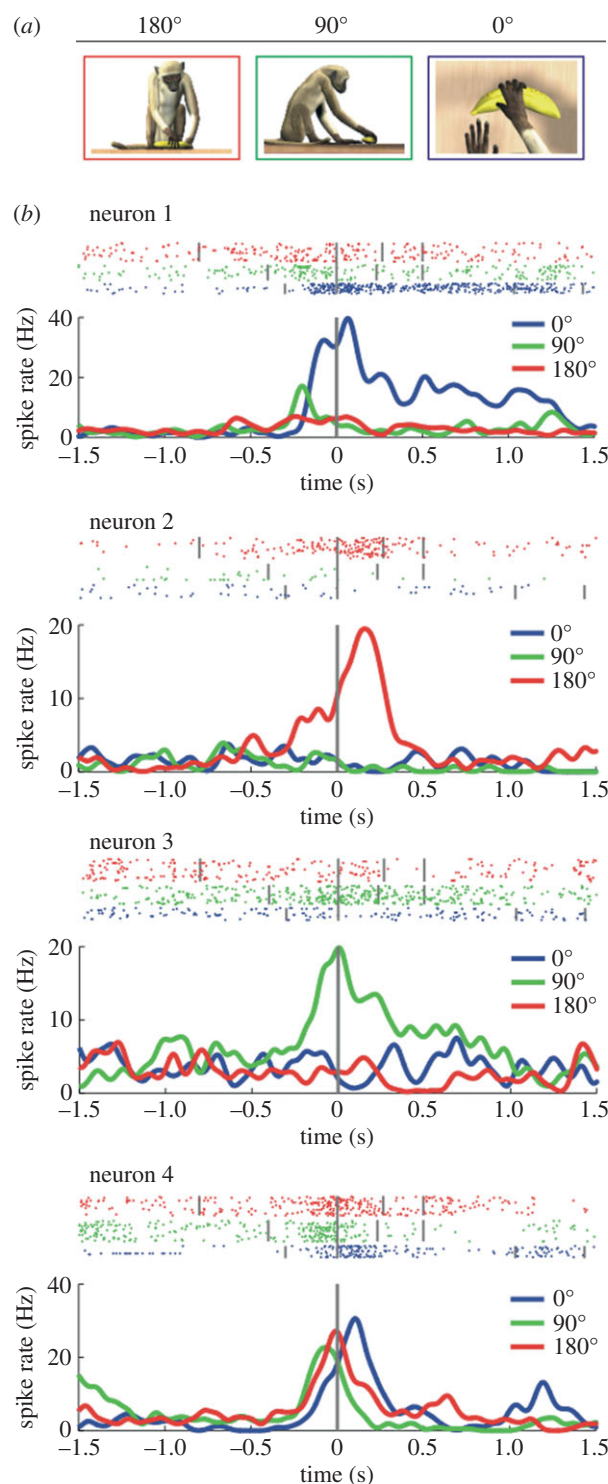 (a) 180° 90° 0°
(b) neuron 1
40
20
0
spike rate (Hz)
0°
90°
180°
–1.5 –1.0 –0.5 0 0.5 1.0 1.5
time (s)
neuron 2
20
10
0
spike rate (Hz)
0°
90°
180°
–1.5 –1.0 –0.5 0 0.5 1.0 1.5
time (s)
neuron 3
20
10
0
spike rate (Hz)
0°
90°
180°
–1.5 –1.0 –0.5 0 0.5 1.0 1.5
time (s)
neuron 4
40
20
0
spike rate (Hz)
0°
90°
180°
–1.5 –1.0 –0.5 0 0.5 1.0 1.5
time (s)